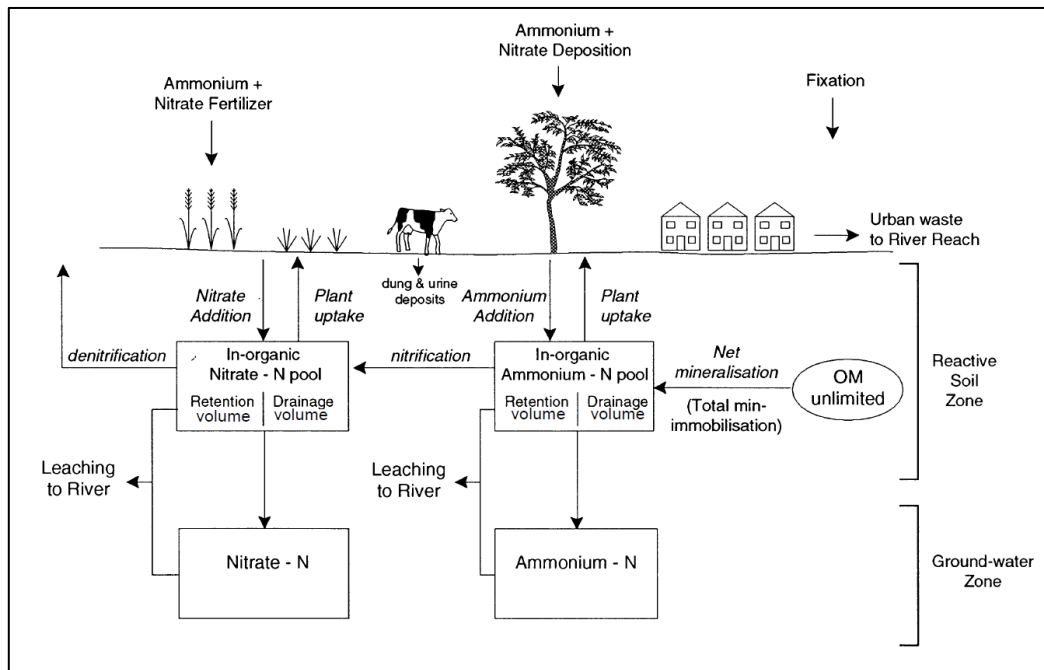 Ammonium +
Nitrate Deposition
Ammonium +
Nitrate Fertilizer
Fixation
Urban waste
to River Reach
dung & urine
deposits
Nitrate
Addition
Plant
uptake
Ammonium
Addition
Plant
uptake
denitrification
In-organic
Nitrate - N pool
Retention
volume
Drainage
volume
nitrification
In-organic
Ammonium - N pool
Retention
volume
Drainage
volume
Net
mineralisation
(Total min-
immobilisation)
OM
unlimited
Reactive
Soil
Zone
Leaching
to River
Leaching
to River
Nitrate - N
Ammonium - N
Ground-water
Zone